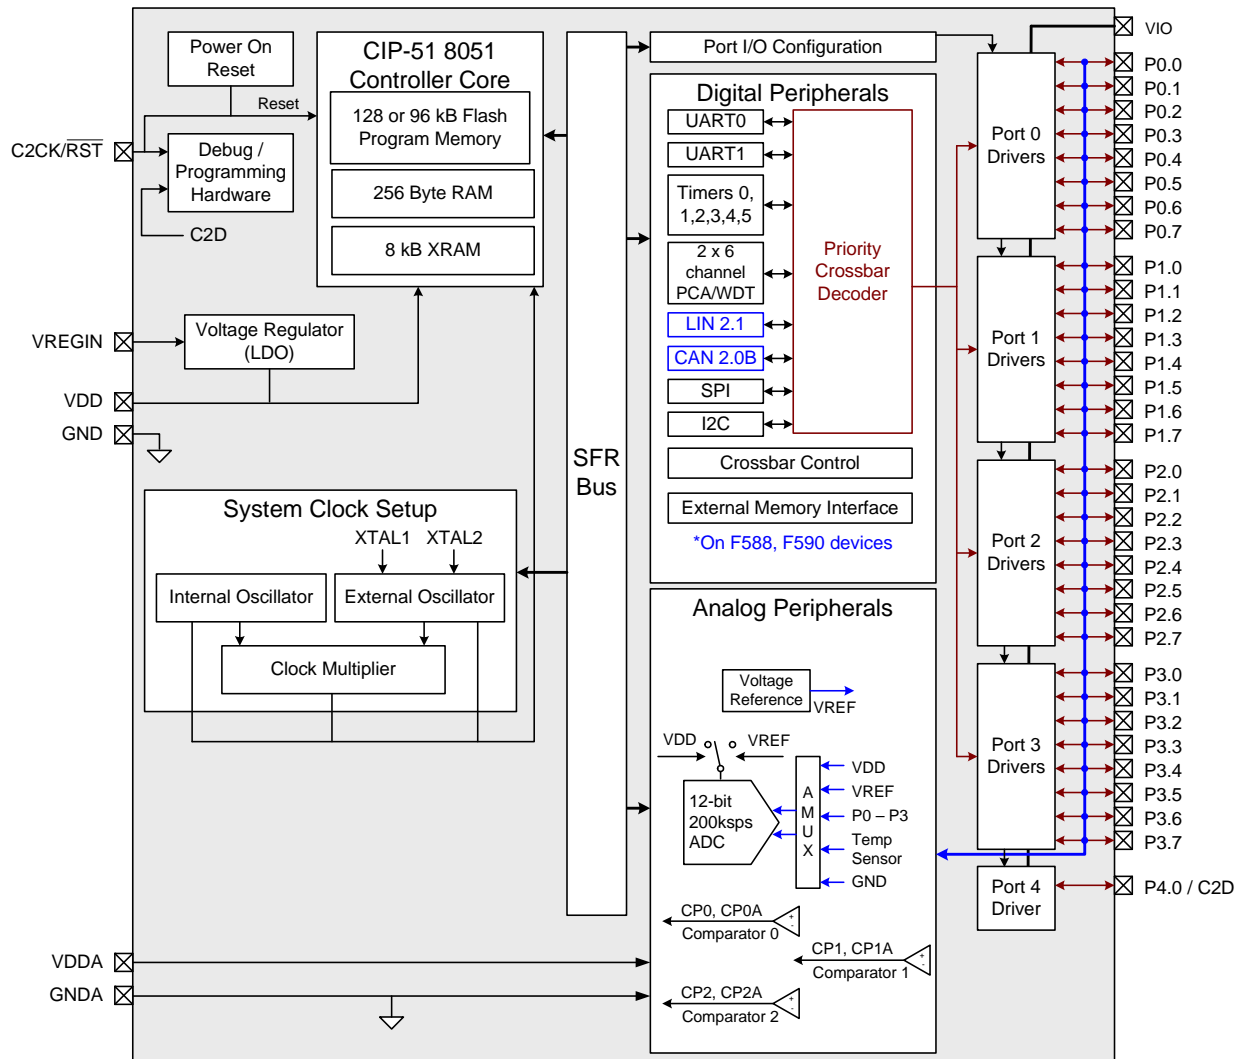 Power On
Reset
Reset
C2CK/RST
Debug /
Programming
Hardware
C2D
CIP-51 8051
Controller Core
128 or 96 kB Flash
Program Memory
256 Byte RAM
8 kB XRAM
VREGIN
Voltage Regulator
(LDO)
VDD
GND
System Clock Setup
XTAL1 XTAL2
Internal Oscillator
External Oscillator
Clock Multiplier
VDDA
GNDA
SFR
Bus
Port I/O Configuration
Digital Peripherals
UART0
UART1
Timers 0,
1,2,3,4,5
2 x 6
channel
PCA/WDT
LIN 2.1
CAN 2.0B
SPI
I2C
Priority
Crossbar
Decoder
Crossbar Control
External Memory Interface
*On F588, F590 devices
Analog Peripherals
Voltage
Reference
VREF
VDD
VREF
12-bit
200ksps
ADC
A
M
U
X
VDD
VREF
P0 – P3
Temp
Sensor
GND
CP0, CP0A
Comparator 0
+
-
CP1, CP1A
Comparator 1
+
-
CP2, CP2A
Comparator 2
+
-
Port 0
Drivers
Port 1
Drivers
Port 2
Drivers
Port 3
Drivers
Port 4
Driver
VIO
P0.0
P0.1
P0.2
P0.3
P0.4
P0.5
P0.6
P0.7
P1.0
P1.1
P1.2
P1.3
P1.4
P1.5
P1.6
P1.7
P2.0
P2.1
P2.2
P2.3
P2.4
P2.5
P2.6
P2.7
P3.0
P3.1
P3.2
P3.3
P3.4
P3.5
P3.6
P3.7
P4.0 / C2D